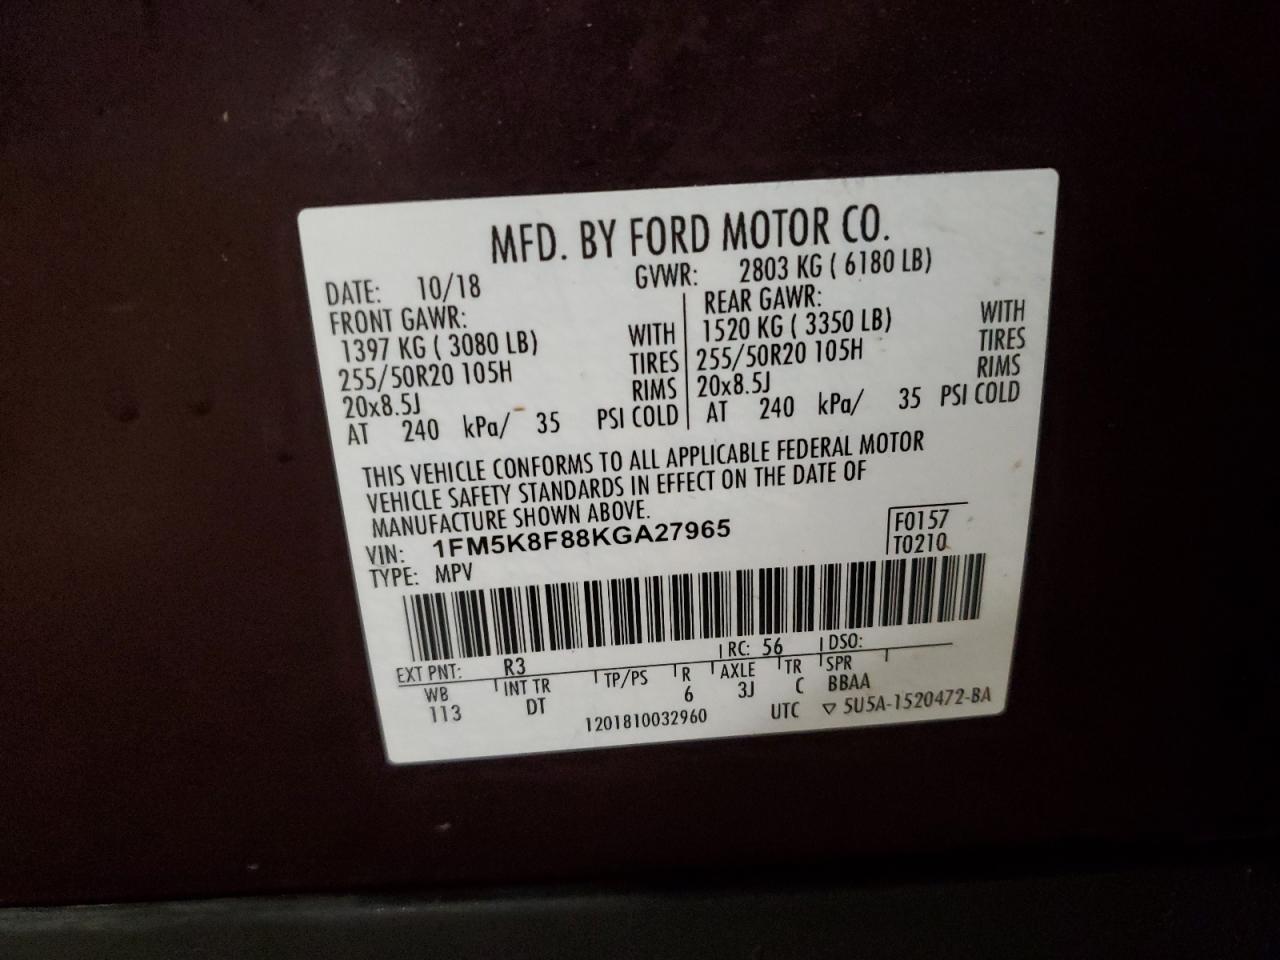 MFD. BY FORD MOTOR CO.
DATE: 10/18 GVWR: 2803 KG ( 6180 LB)
FRONT GAWR: REAR GAWR:
1397 KG ( 3080 LB) WITH 1520 KG ( 3350 LB) WITH
255/50R20 105H TIRES 255/50R20 105H TIRES
20x8.5J RIMS 20x8.5J RIMS
AT 240 kPa/ 35 PSI COLD AT 240 kPa/ 35 PSI COLD
THIS VEHICLE CONFORMS TO ALL APPLICABLE FEDERAL MOTOR
VEHICLE SAFETY STANDARDS IN EFFECT ON THE DATE OF
MANUFACTURE SHOWN ABOVE.
VIN: 1FM5K8F88KGA27965 F0157
TYPE: MPV T0210
EXT PNT: R3 RC: 56 DSO:
WB INT TR TP/PS R AXLE TR SPR
113 DT 6 3J C BBAA
1201810032960 UTC ▽ 5U5A-1520472-BA